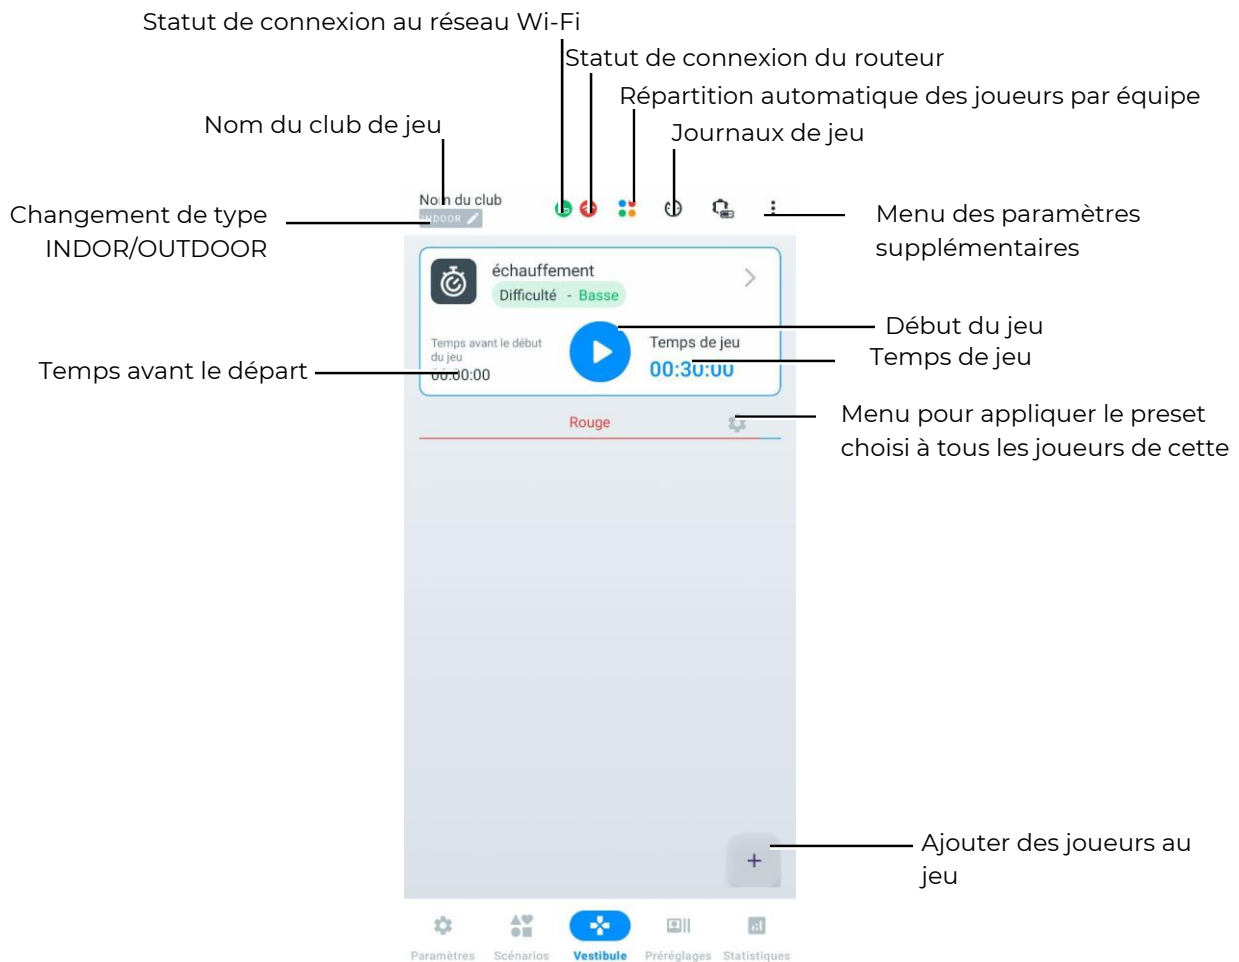 Statut de connexion au réseau Wi-Fi
Statut de connexion du routeur
Répartition automatique des joueurs par équipe
Nom du club de jeu
Journaux de jeu
Nom du club
INDOOR
Changement de type
INDOR/OUTDOOR
Menu des paramètres
supplémentaires
échauffement
Difficulté - Basse
Début du jeu
Temps avant le début
du jeu
00:00:00
Temps de jeu
00:30:00
Temps de jeu
Temps avant le départ
Menu pour appliquer le preset
choisi à tous les joueurs de cette
Rouge
Ajouter des joueurs au
jeu
+
Paramètres Scénarios Vestibule Préréglages Statistiques